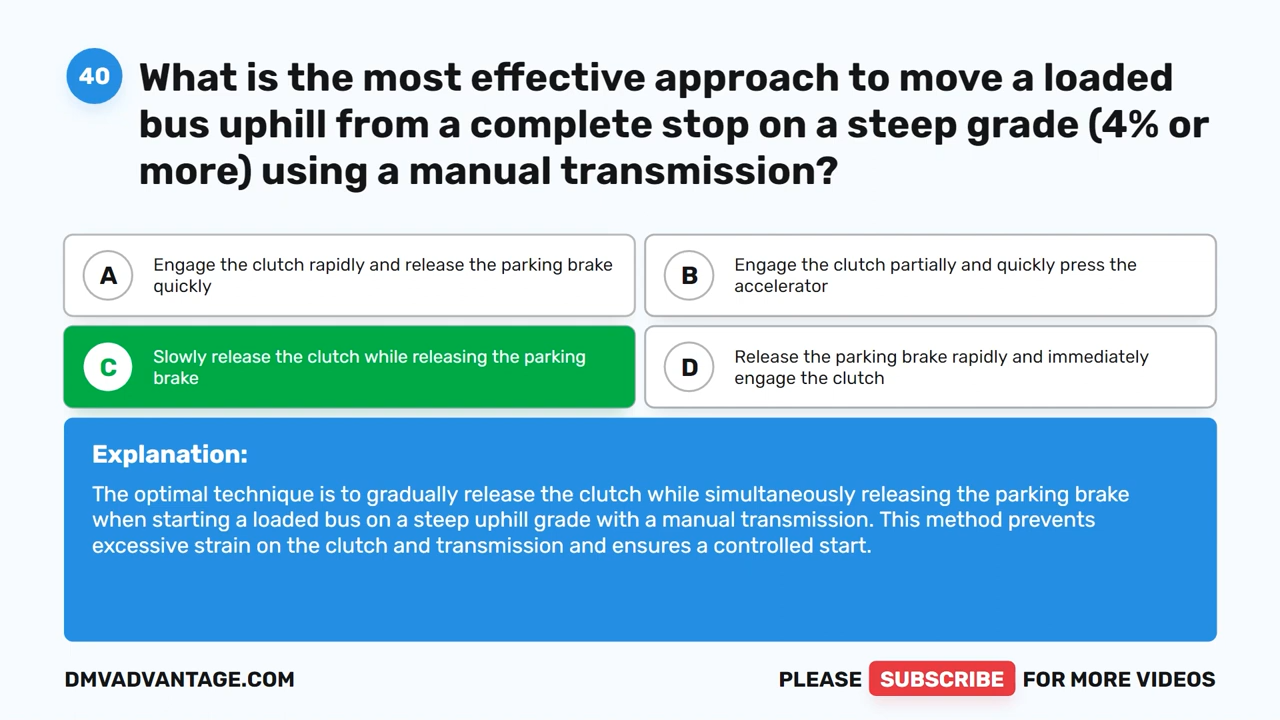 40
What is the most effective approach to move a loaded
bus uphill from a complete stop on a steep grade (4% or
more) using a manual transmission?
A
Engage the clutch rapidly and release the parking brake
quickly
B
Engage the clutch partially and quickly press the
accelerator
C
Slowly release the clutch while releasing the parking
brake
D
Release the parking brake rapidly and immediately
engage the clutch
Explanation:
The optimal technique is to gradually release the clutch while simultaneously releasing the parking brake
when starting a loaded bus on a steep uphill grade with a manual transmission. This method prevents
excessive strain on the clutch and transmission and ensures a controlled start.
DMVADVANTAGE.COM
PLEASE SUBSCRIBE FOR MORE VIDEOS